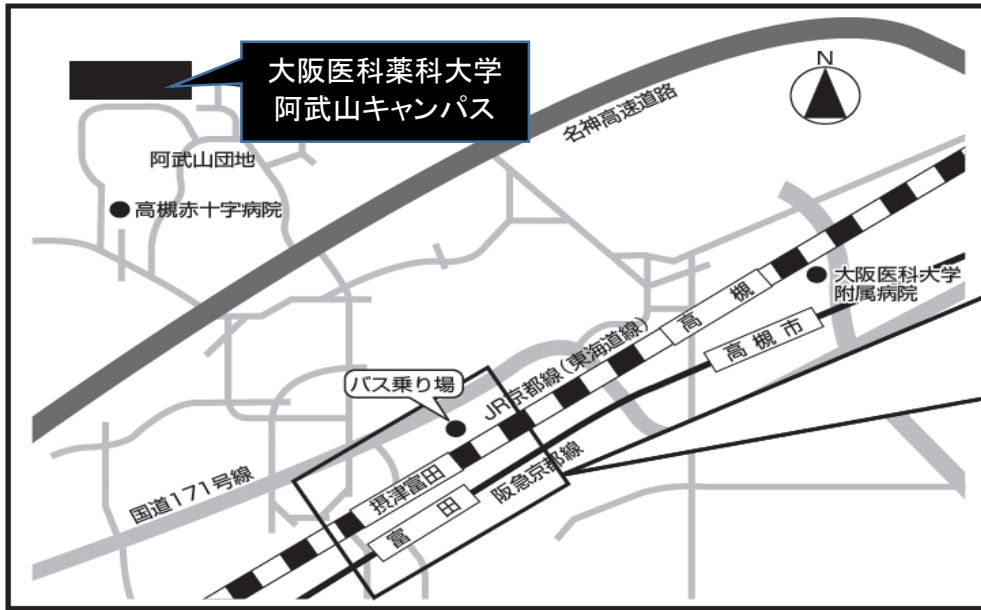 大阪医科薬科大学
阿武山キャンパス
N
名神高速道路
阿武山団地
高槻赤十字病院
大阪医科大学
附属病院
高槻
高槻市
JR京都線(東海道線)
バス乗り場
摂津富田
富田
阪急京都線
国道171号線